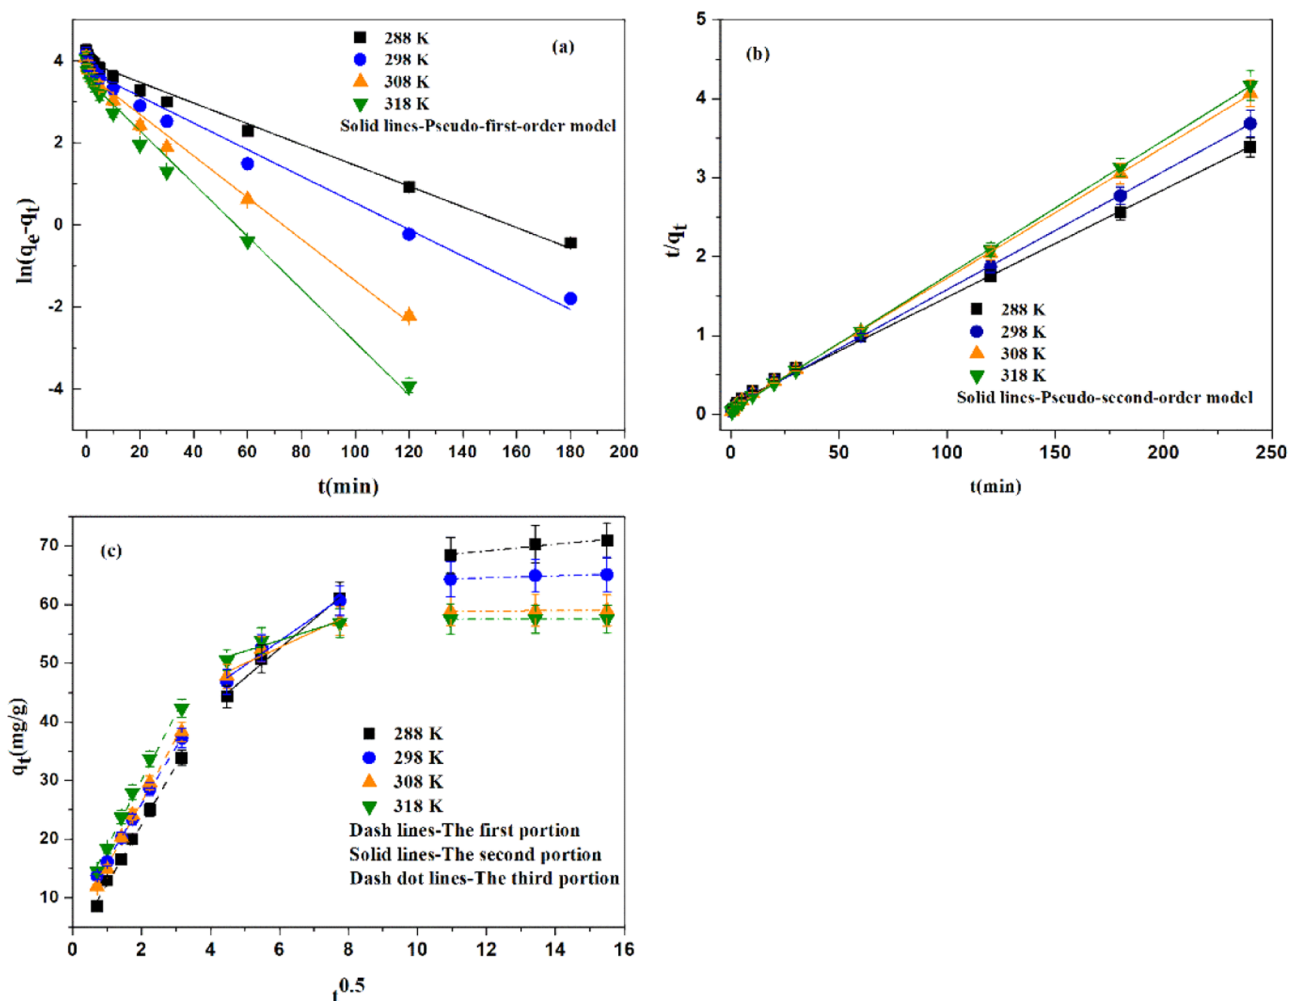 (a)
288 K
298 K
308 K
318 K
Solid lines-Pseudo-first-order model
4
2
0
-2
-4
ln(qe-qt)
0 20 40 60 80 100 120 140 160 180 200
t(min)
(b)
5
4
3
2
1
0
t/qt
288 K
298 K
308 K
318 K
Solid lines-Pseudo-second-order model
0 50 100 150 200 250
t(min)
(c)
70
60
50
40
30
20
10
qt(mg/g)
288 K
298 K
308 K
318 K
Dash lines-The first portion
Solid lines-The second portion
Dash dot lines-The third portion
0 2 4 6 8 10 12 14 16
t0.5